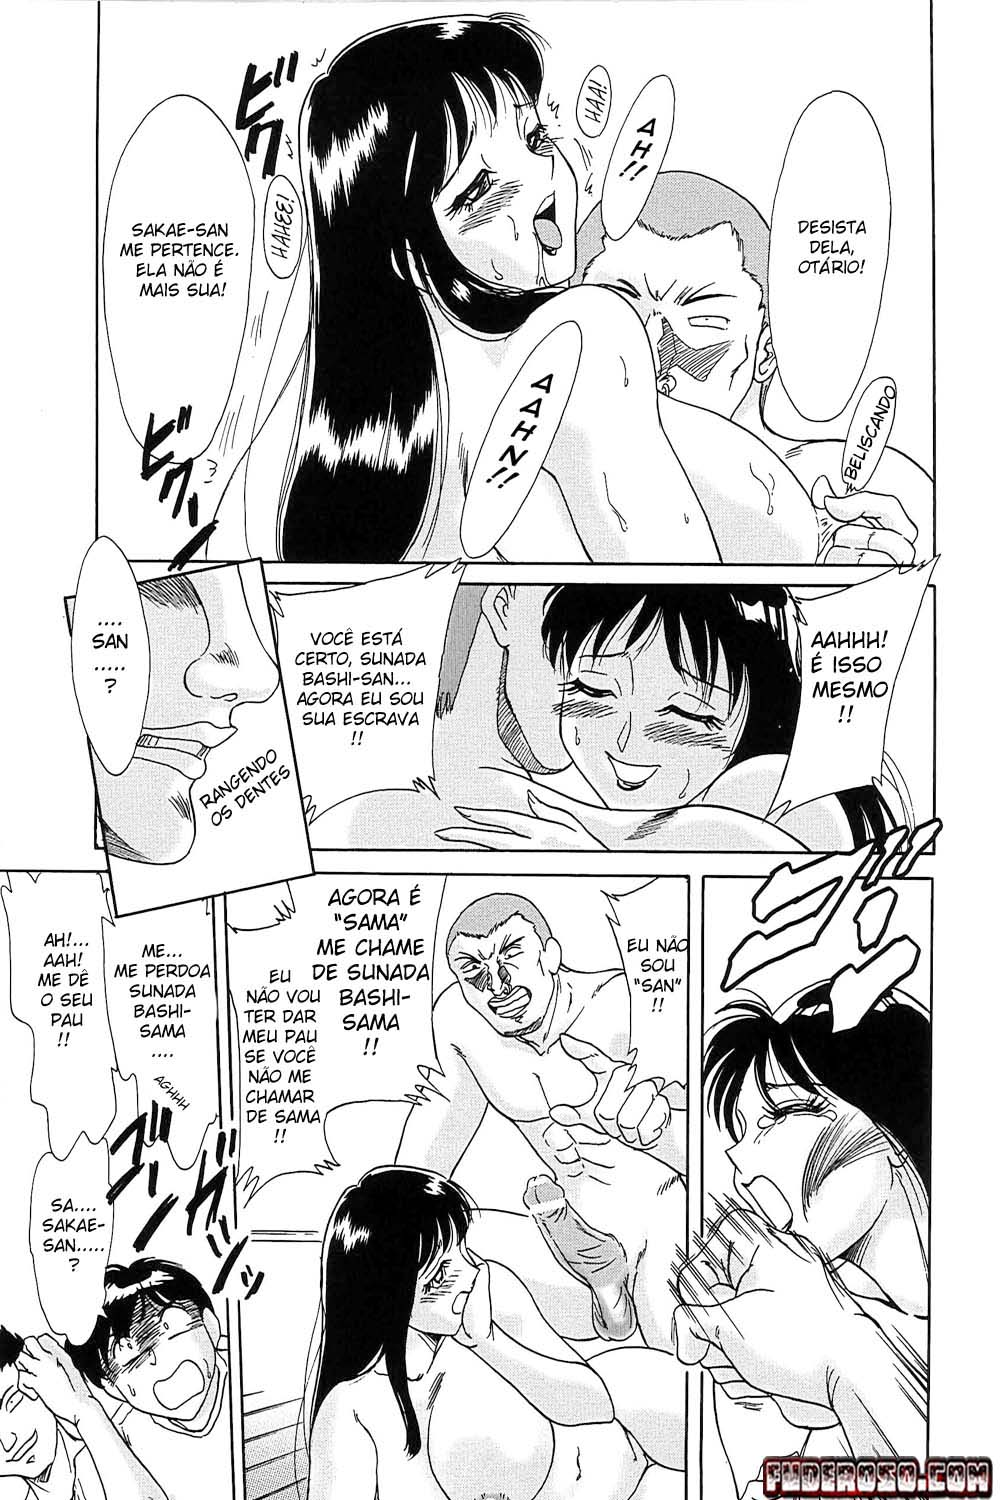 DESISTA
DELA,
OTÁRIO!
AH!!
HAA!
ビク
SAKAE-SAN
ME PERTENCE.
ELA NÃO É
MAIS SUA!
HAHEE!
BELISCANDO
AAHN!!
ビク
AAHHH!
É ISSO
MESMO
!!
VOCÊ ESTÁ
CERTO, SUNADA
BASHI-SAN...
AGORA EU SOU
SUA ESCRAVA
!!
....
SAN
.....
?
RANGENDO
OS DENTES
EU NÃO
SOU
"SAN"
!!
AGORA É
"SAMA"
ME CHAME
DE SUNADA
BASHI-
SAMA
!!
EU
NÃO VOU
TER DAR
MEU PAU
SE VOCÊ
NÃO ME
CHAMAR
DE SAMA
!!
ME...
ME PERDOA
SUNADA
BASHI-
SAMA
....
AGHHH
AH!...
AAH!
ME DÊ
O SEU
PAU
!!
SA....
SAKAE-
SAN.....
?
FUDEROSO.COM